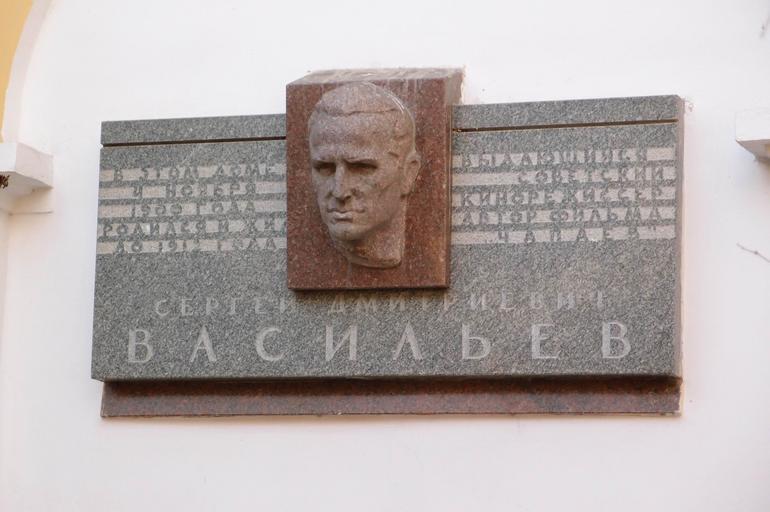 В ЭТОМ ДОМЕ
4 НОЯБРЯ
1900 ГОДА
РОДИЛСЯ И ЖИЛ
ДО 1914 ГОДА
ВЫДАЮЩИЙСЯ
СОВЕТСКИЙ
КИНОРЕЖИССЕР
АВТОР ФИЛЬМА
"ЧАПАЕВ"
СЕРГЕЙ ДМИТРИЕВИЧ
ВАСИЛЬЕВ